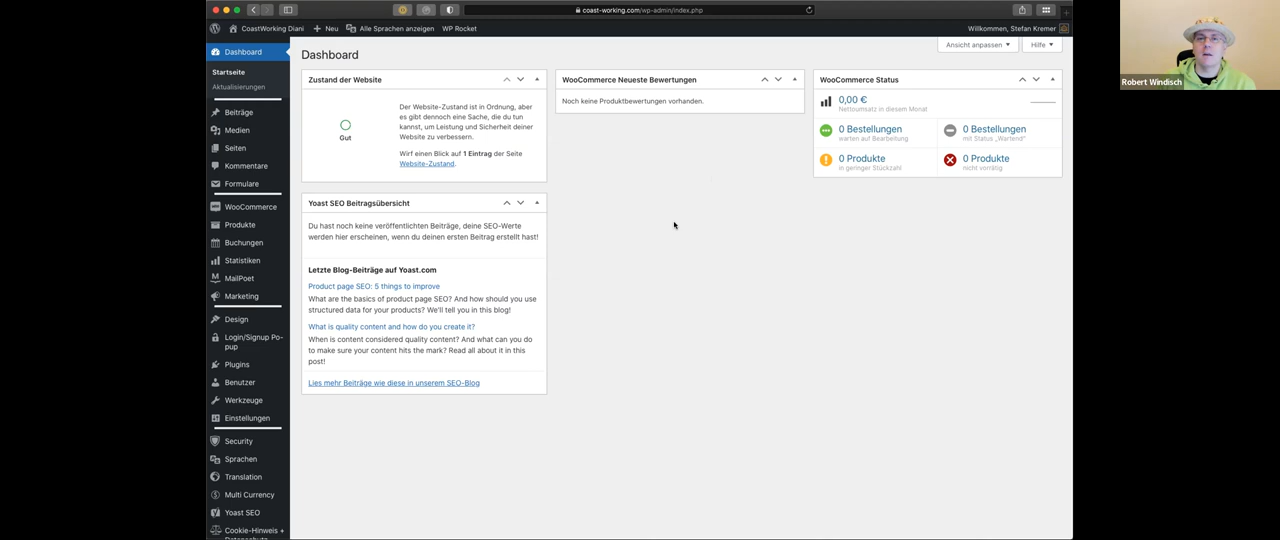 coast-working.com/wp-admin/index.php
CoastWorking Diani
Neu
Alle Sprachen anzeigen
WP Rocket
Willkommen, Stefan Kremer
Robert Windisch
Dashboard
Startseite
Aktualisierungen
Beiträge
Medien
Seiten
Kommentare
Formulare
WooCommerce
Produkte
Buchungen
Statistiken
MailPoet
Marketing
Design
Login/Signup Po-
pup
Plugins
Benutzer
Werkzeuge
Einstellungen
Security
Sprachen
Translation
Multi Currency
Yoast SEO
Cookie-Hinweis +
Dashboard
Ansicht anpassen
Hilfe
Zustand der Website
Gut
Der Website-Zustand ist in Ordnung, aber
es gibt dennoch eine Sache, die du tun
kannst, um Leistung und Sicherheit deiner
Website zu verbessern.
Wirf einen Blick auf 1 Eintrag der Seite
Website-Zustand.
Yoast SEO Beitragsübersicht
Du hast noch keine veröffentlichten Beiträge, deine SEO-Werte
werden hier erscheinen, wenn du deinen ersten Beitrag erstellt hast!
Letzte Blog-Beiträge auf Yoast.com
Product page SEO: 5 things to improve
What are the basics of product page SEO? And how should you use
structured data for your products? We'll tell you in this blog!
What is quality content and how do you create it?
When is content considered quality content? And what can you do
to make sure your content hits the mark? Read all about it in this
post!
Lies mehr Beiträge wie diese in unserem SEO-Blog
WooCommerce Neueste Bewertungen
Noch keine Produktbewertungen vorhanden.
WooCommerce Status
0,00 €
Nettoumsatz in diesem Monat
0 Bestellungen
warten auf Bearbeitung
0 Bestellungen
mit Status „Wartend"
0 Produkte
in geringer Stückzahl
0 Produkte
nicht vorrätig